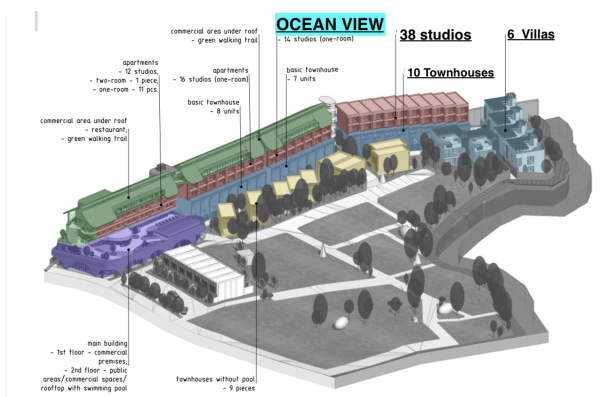 OCEAN VIEW
commercial area under roof
- green walking trail
- 14 studios (one-room)
38 studios
6 Villas
apartments
- 12 studios,
- two-room - 1 piece,
- one-room - 11 pcs.
apartments
- 16 studios (one-room)
basic townhouse
- 7 units
10 Townhouses
basic townhouse
- 8 units
commercial area under roof
- restaurant;
- green walking trail
main building
- 1st floor - commercial
premises;
- 2nd floor - public
areas/commercial spaces/
rooftop with swimming pool
townhouses without pool
- 9 pieces